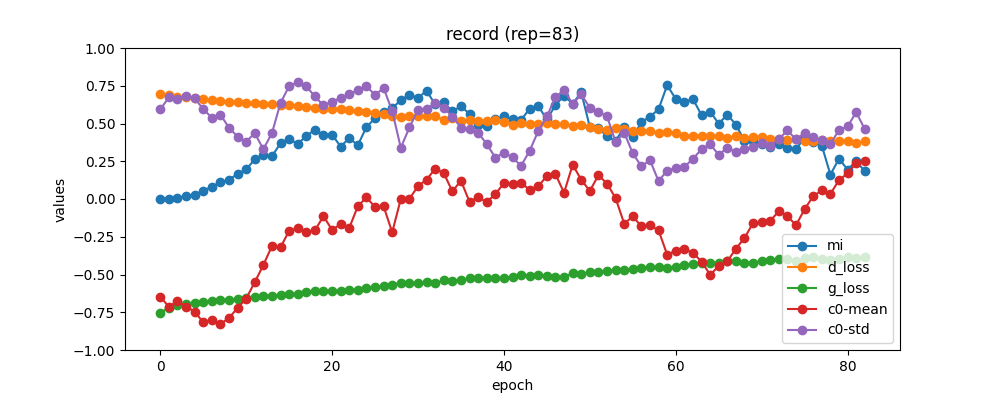 record (rep=83)
1.00
0.75
0.50
0.25
0.00
−0.25
−0.50
−0.75
−1.00
values
0
20
40
60
80
epoch
mi
d_loss
g_loss
c0-mean
c0-std